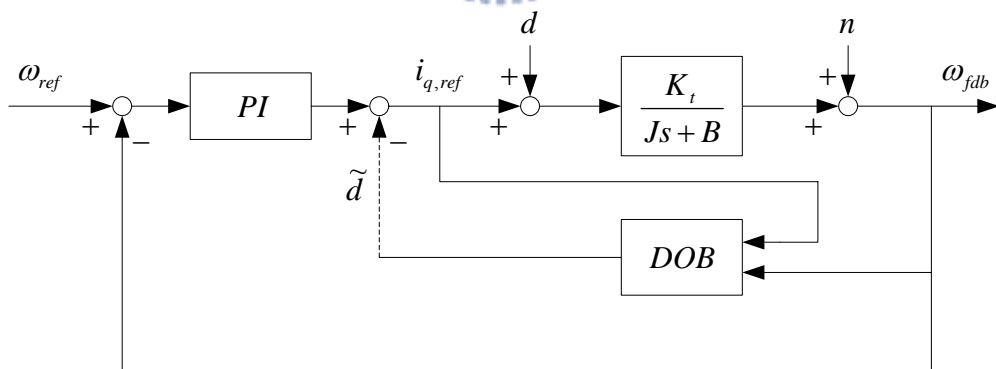 d
n
ω_ref
i_q,ref
ω_fdb
+
+
PI
K_t
Js + B
+
−
+
−
+
+
d̃
DOB